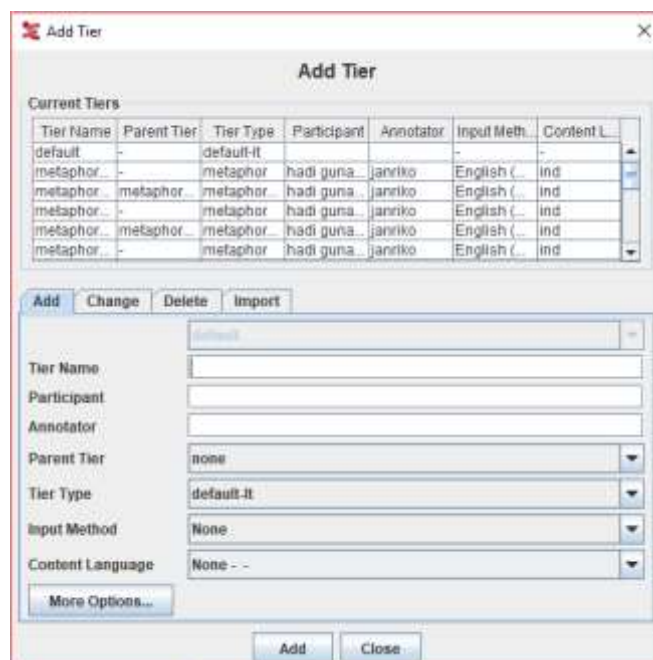 Add Tier
Add Tier
Current Tiers
Tier Name Parent Tier Tier Type Participant Annotator Input Meth... Content L...
default - default-lt - -
metaphor... - metaphor hadi guna... janriko English (... ind
metaphor... metaphor... metaphor hadi guna... janriko English (... ind
metaphor... - metaphor hadi guna... janriko English (... ind
metaphor... metaphor... metaphor hadi guna... janriko English (... ind
metaphor... - metaphor hadi guna... janriko English (... ind
Add Change Delete Import
default
Tier Name
Participant
Annotator
Parent Tier none
Tier Type default-lt
Input Method None
Content Language None - -
More Options...
Add Close